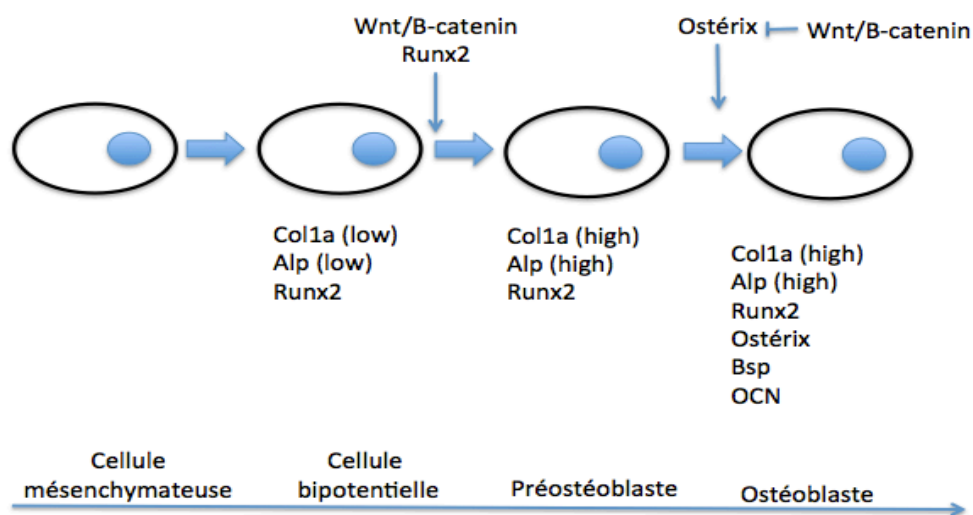 Wnt/B-catenin
Runx2
Ostérix
Wnt/B-catenin
Col1a (low)
Alp (low)
Runx2
Col1a (high)
Alp (high)
Runx2
Col1a (high)
Alp (high)
Runx2
Ostérix
Bsp
OCN
Cellule
mésenchymateuse
Cellule
bipotentielle
Préostéoblaste
Ostéoblaste